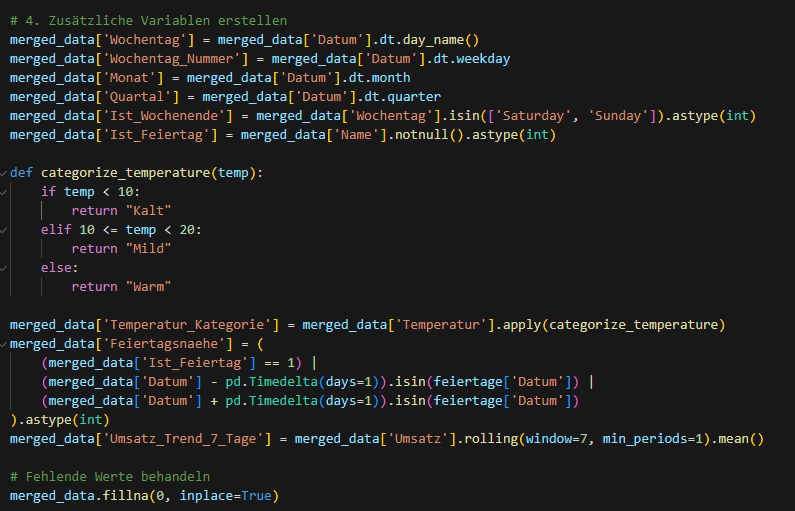 # 4. Zusätzliche Variablen erstellen
merged_data['Wochentag'] = merged_data['Datum'].dt.day_name()
merged_data['Wochentag_Nummer'] = merged_data['Datum'].dt.weekday
merged_data['Monat'] = merged_data['Datum'].dt.month
merged_data['Quartal'] = merged_data['Datum'].dt.quarter
merged_data['Ist_Wochenende'] = merged_data['Wochentag'].isin(['Saturday', 'Sunday']).astype(int)
merged_data['Ist_Feiertag'] = merged_data['Name'].notnull().astype(int)
def categorize_temperature(temp):
    if temp < 10:
        return "Kalt"
    elif 10 <= temp < 20:
        return "Mild"
    else:
        return "Warm"
merged_data['Temperatur_Kategorie'] = merged_data['Temperatur'].apply(categorize_temperature)
merged_data['Feiertagsnaehe'] = (
    (merged_data['Ist_Feiertag'] == 1) |
    (merged_data['Datum'] - pd.Timedelta(days=1)).isin(feiertage['Datum']) |
    (merged_data['Datum'] + pd.Timedelta(days=1)).isin(feiertage['Datum'])
).astype(int)
merged_data['Umsatz_Trend_7_Tage'] = merged_data['Umsatz'].rolling(window=7, min_periods=1).mean()
# Fehlende Werte behandeln
merged_data.fillna(0, inplace=True)